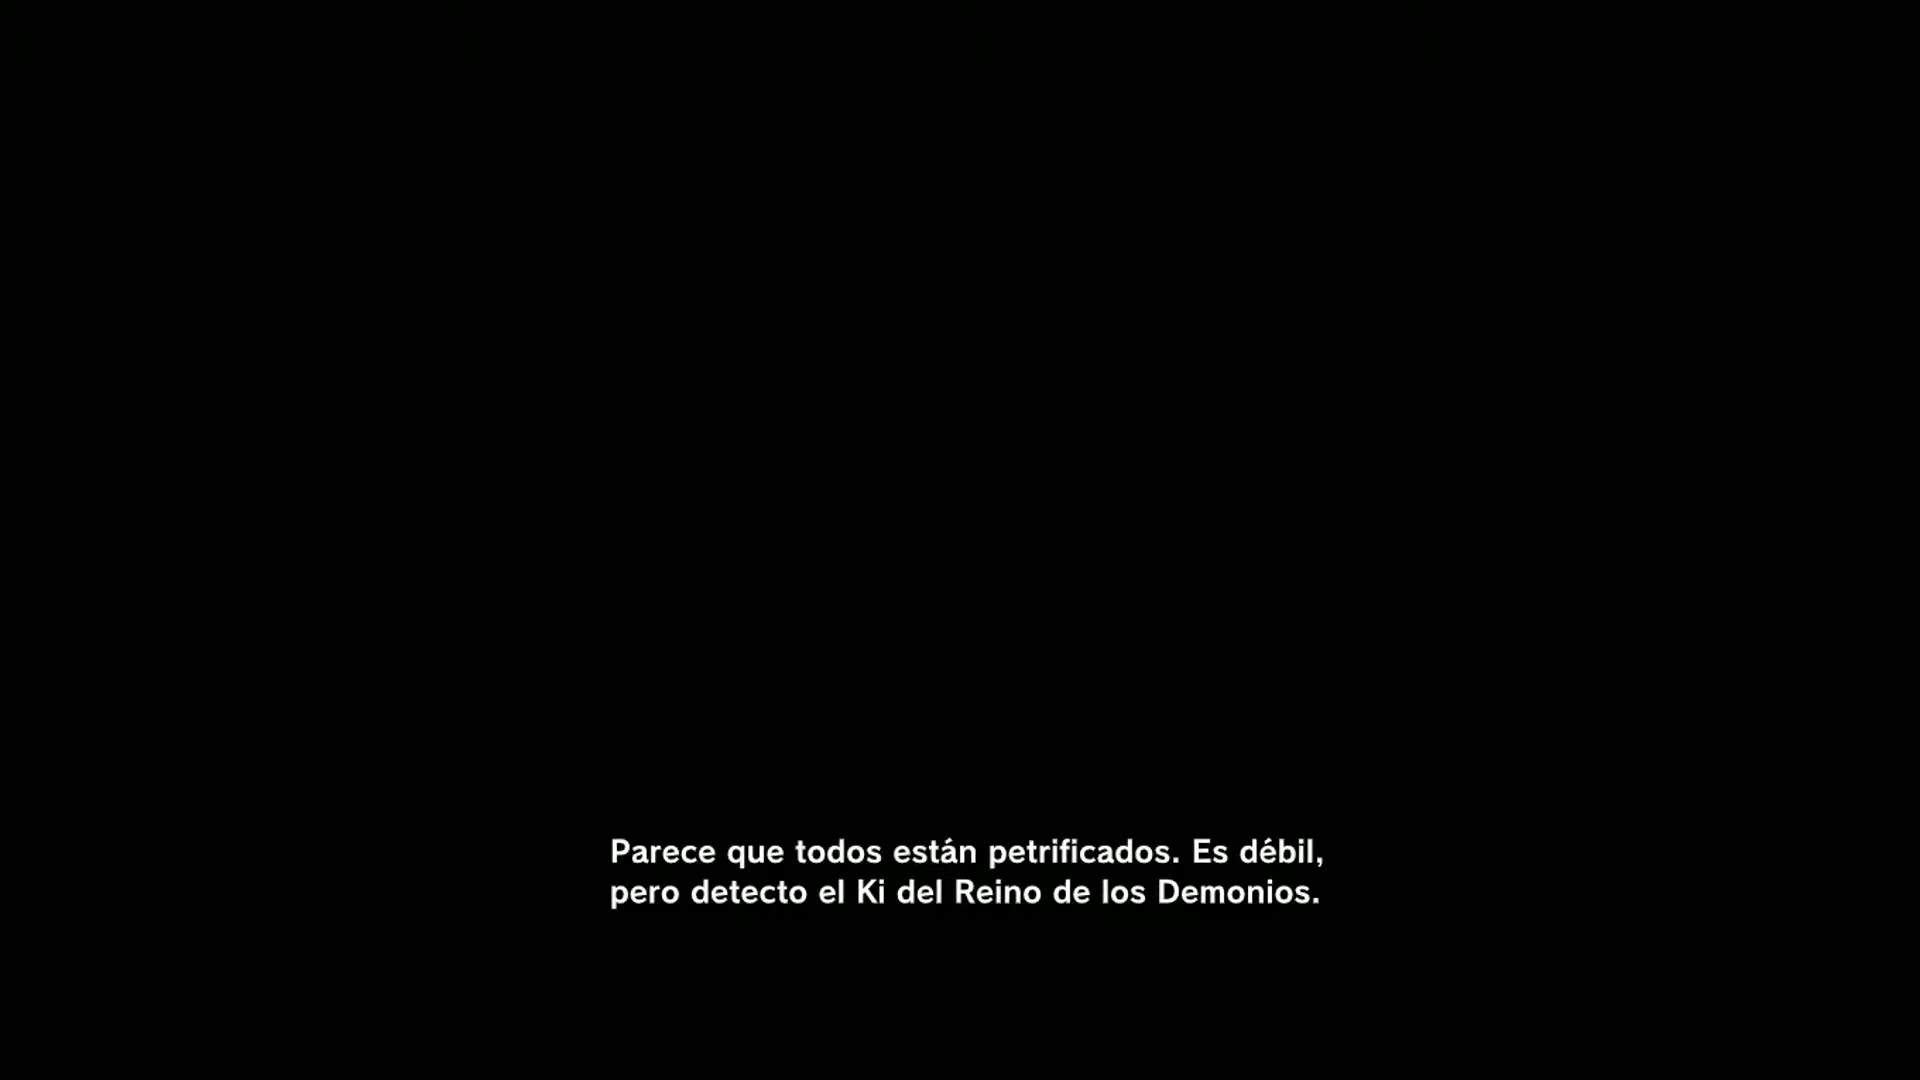 Parece que todos están petrificados. Es débil,
pero detecto el Ki del Reino de los Demonios.